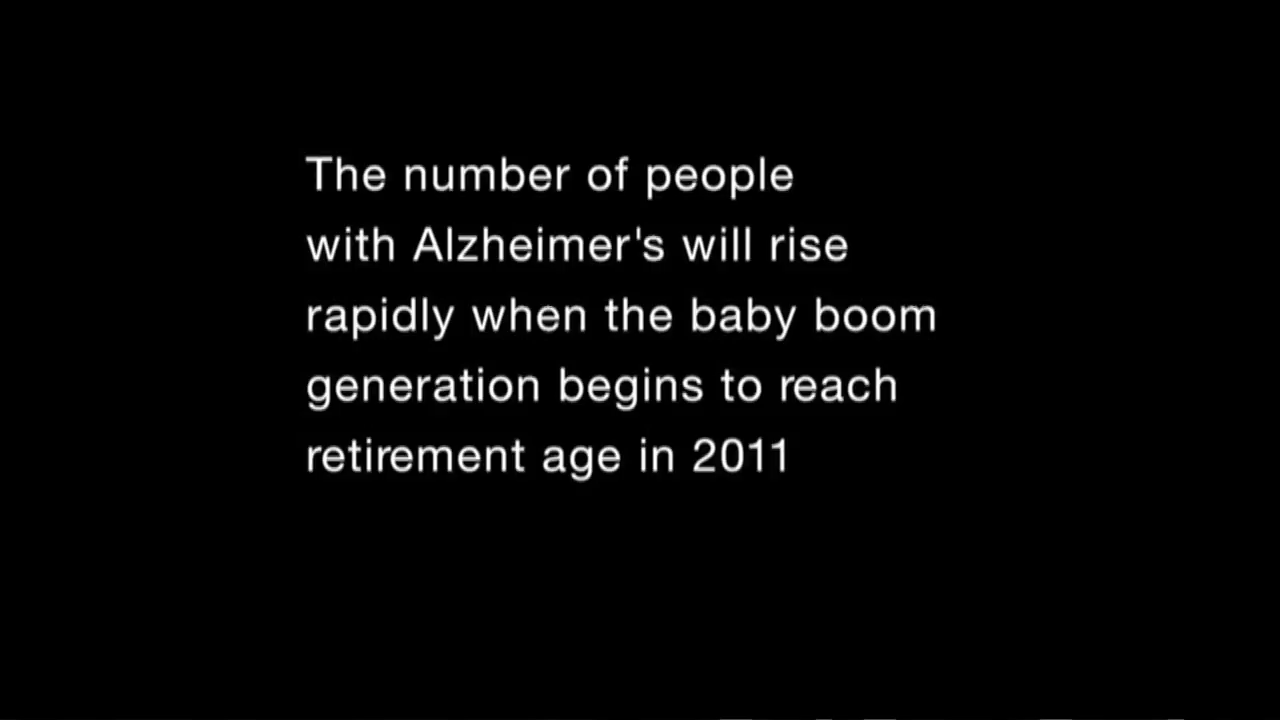 The number of people
with Alzheimer's will rise
rapidly when the baby boom
generation begins to reach
retirement age in 2011